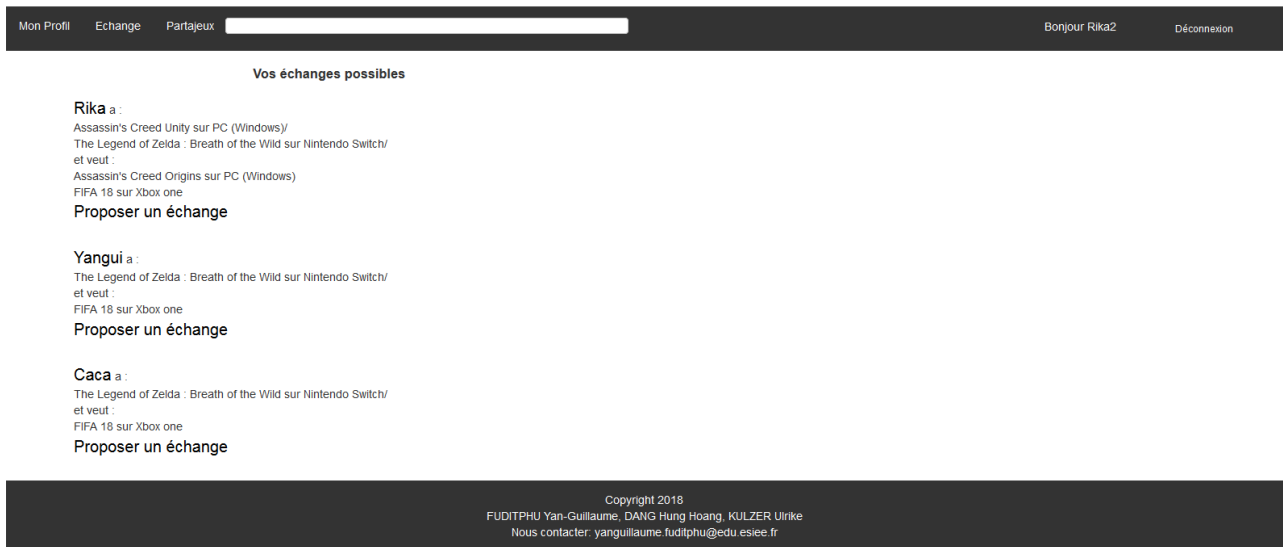 Mon Profil Echange Partajeux Bonjour Rika2 Déconnexion
Vos échanges possibles
Rika a :
Assassin's Creed Unity sur PC (Windows)/
The Legend of Zelda : Breath of the Wild sur Nintendo Switch/
et veut :
Assassin's Creed Origins sur PC (Windows)
FIFA 18 sur Xbox one
Proposer un échange
Yangui a :
The Legend of Zelda : Breath of the Wild sur Nintendo Switch/
et veut :
FIFA 18 sur Xbox one
Proposer un échange
Caca a :
The Legend of Zelda : Breath of the Wild sur Nintendo Switch/
et veut :
FIFA 18 sur Xbox one
Proposer un échange
Copyright 2018
FUDITPHU Yan-Guillaume, DANG Hung Hoang, KULZER Ulrike
Nous contacter: yanguillaume.fuditphu@edu.esiee.fr